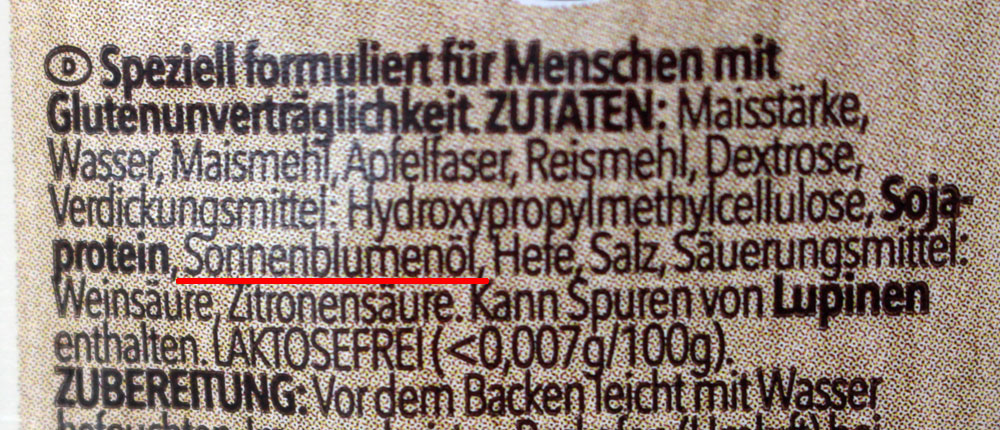 D Speziell formuliert für Menschen mit
Glutenunverträglichkeit. ZUTATEN: Maisstärke,
Wasser, Maismehl, Apfelfaser, Reismehl, Dextrose,
Verdickungsmittel: Hydroxypropylmethylcellulose, Soja-
protein, Sonnenblumenöl, Hefe, Salz, Säuerungsmittel:
Weinsäure, Zitronensäure. Kann Spuren von Lupinen
enthalten. LAKTOSEFREI (<0,007g/100g).
ZUBEREITUNG: Vor dem Backen leicht mit Wasser